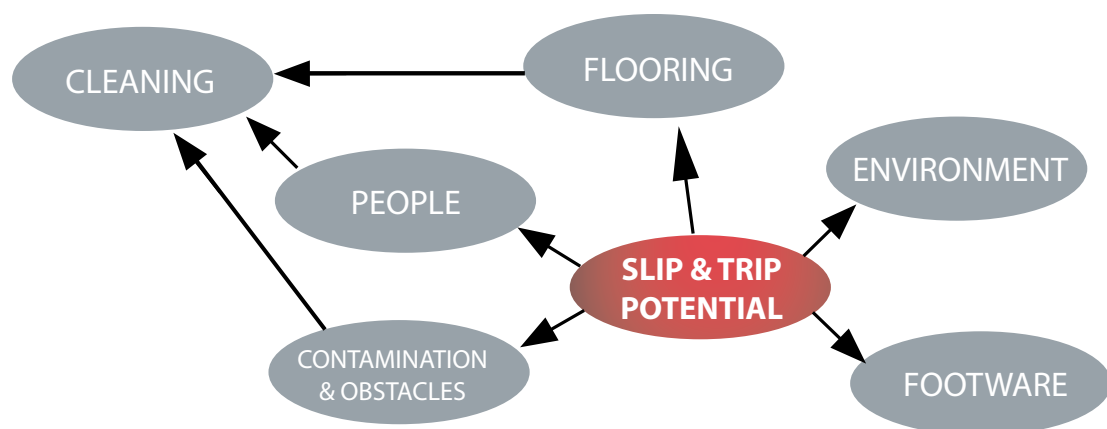 CLEANING
FLOORING
PEOPLE
ENVIRONMENT
SLIP & TRIP
POTENTIAL
CONTAMINATION
& OBSTACLES
FOOTWARE